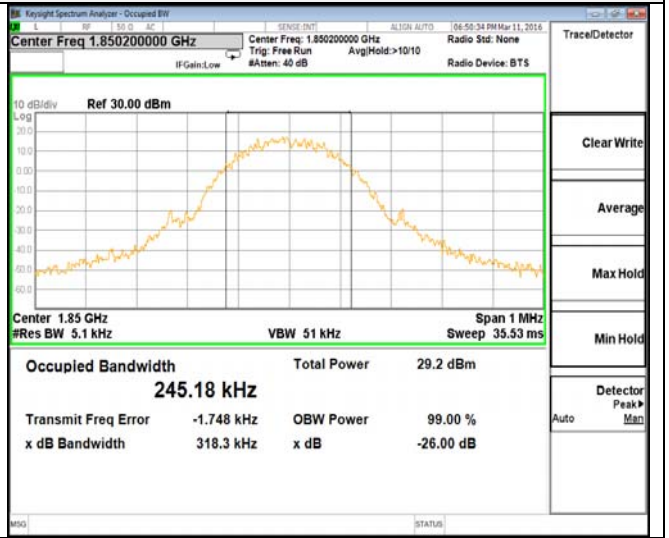 Keysight Spectrum Analyzer - Occupied BW
L RF 50 Ω AC SENSE:INT ALIGN AUTO 06:50:34 PM Mar 11, 2016
Center Freq 1.850200000 GHz
Center Freq: 1.850200000 GHz
Radio Std: None
Trig: Free Run Avg|Hold:>10/10
IFGain:Low
#Atten: 40 dB
Radio Device: BTS
Trace/Detector
10 dB/div Ref 30.00 dBm
Log
20.0
10.0
0.00
-10.0
-20.0
-30.0
-40.0
-50.0
-60.0
Center 1.85 GHz
Span 1 MHz
#Res BW 5.1 kHz
VBW 51 kHz
Sweep 35.53 ms
Occupied Bandwidth
Total Power 29.2 dBm
245.18 kHz
Transmit Freq Error -1.748 kHz
OBW Power 99.00 %
x dB Bandwidth 318.3 kHz
x dB -26.00 dB
Clear Write
Average
Max Hold
Min Hold
Detector
Peak▶
Auto Man
MSG
STATUS